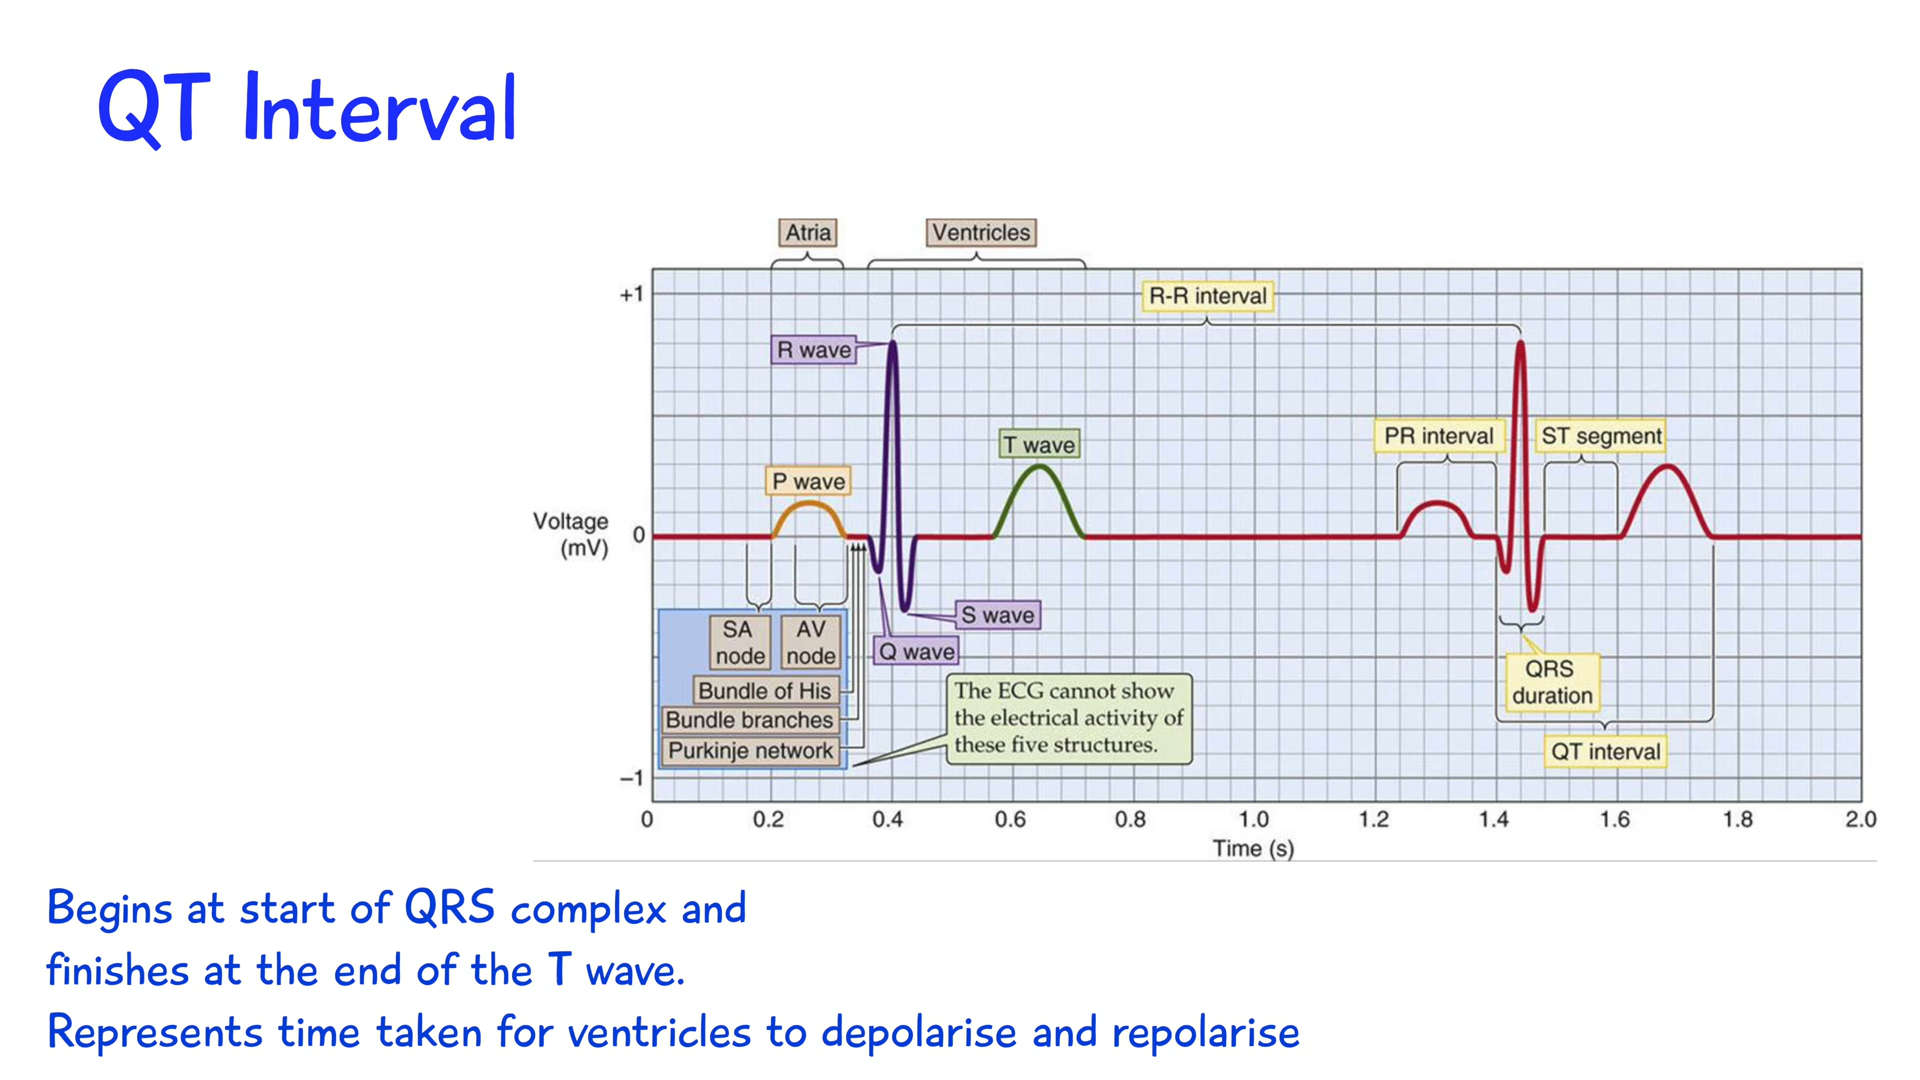 QT Interval
Atria
Ventricles
+1
R-R interval
R wave
PR interval
ST segment
T wave
P wave
Voltage
(mV)
0
S wave
SA
node
AV
node
Q wave
QRS
duration
Bundle of His
Bundle branches
Purkinje network
The ECG cannot show
the electrical activity of
these five structures.
QT interval
–1
0 0.2 0.4 0.6 0.8 1.0 1.2 1.4 1.6 1.8 2.0
Time (s)
Begins at start of QRS complex and
finishes at the end of the T wave.
Represents time taken for ventricles to depolarise and repolarise